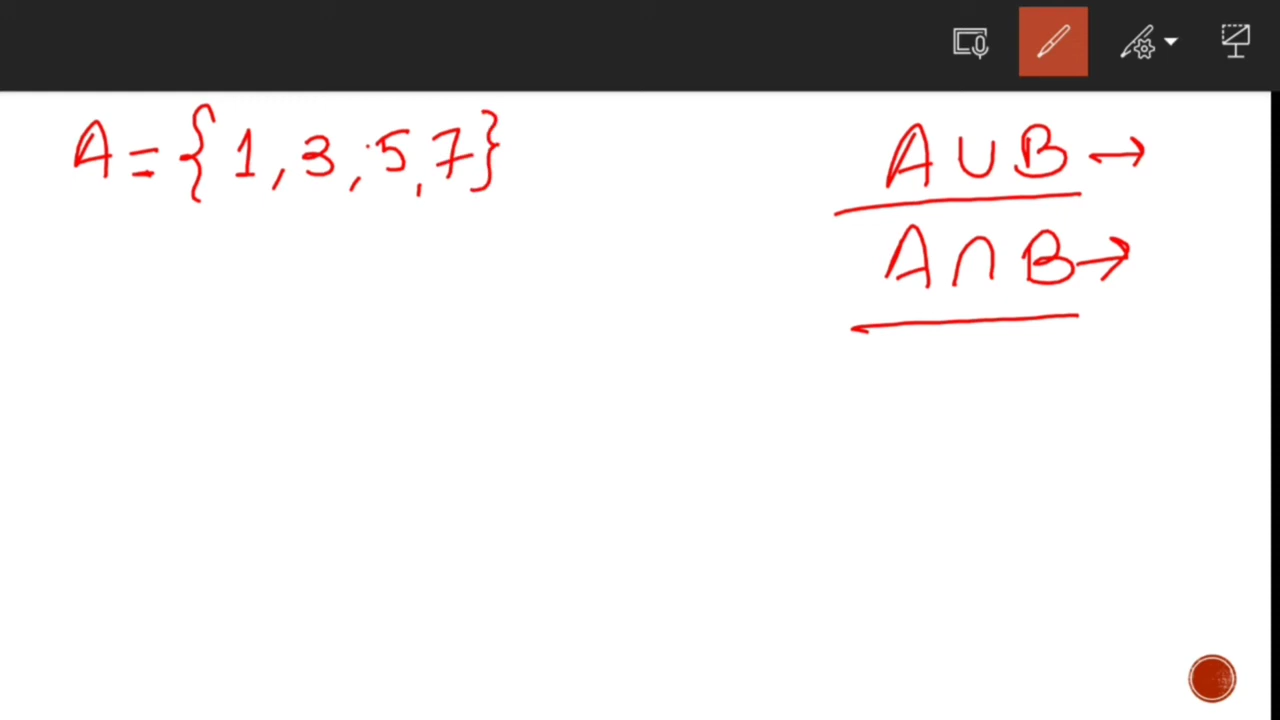 A = {1, 3, 5, 7}
A ∪ B →
A ∩ B →